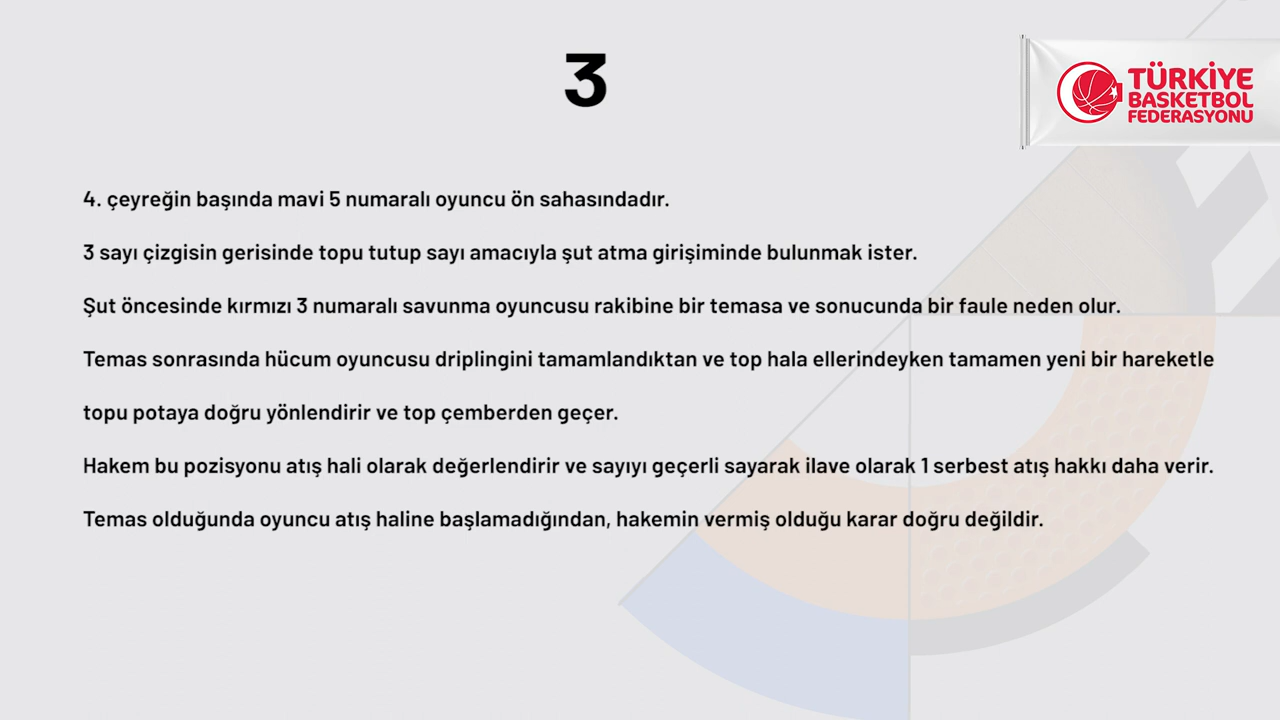 3
TÜRKİYE
BASKETBOL
FEDERASYONU
4. çeyreğin başında mavi 5 numaralı oyuncu ön sahasındadır.
3 sayı çizgisin gerisinde topu tutup sayı amacıyla şut atma girişiminde bulunmak ister.
Şut öncesinde kırmızı 3 numaralı savunma oyuncusu rakibine bir temasa ve sonucunda bir faule neden olur.
Temas sonrasında hücum oyuncusu driplingini tamamlandıktan ve top hala ellerindeyken tamamen yeni bir hareketle
topu potaya doğru yönlendirir ve top çemberden geçer.
Hakem bu pozisyonu atış hali olarak değerlendirir ve sayıyı geçerli sayarak ilave olarak 1 serbest atış hakkı daha verir.
Temas olduğunda oyuncu atış haline başlamadığından, hakemin vermiş olduğu karar doğru değildir.